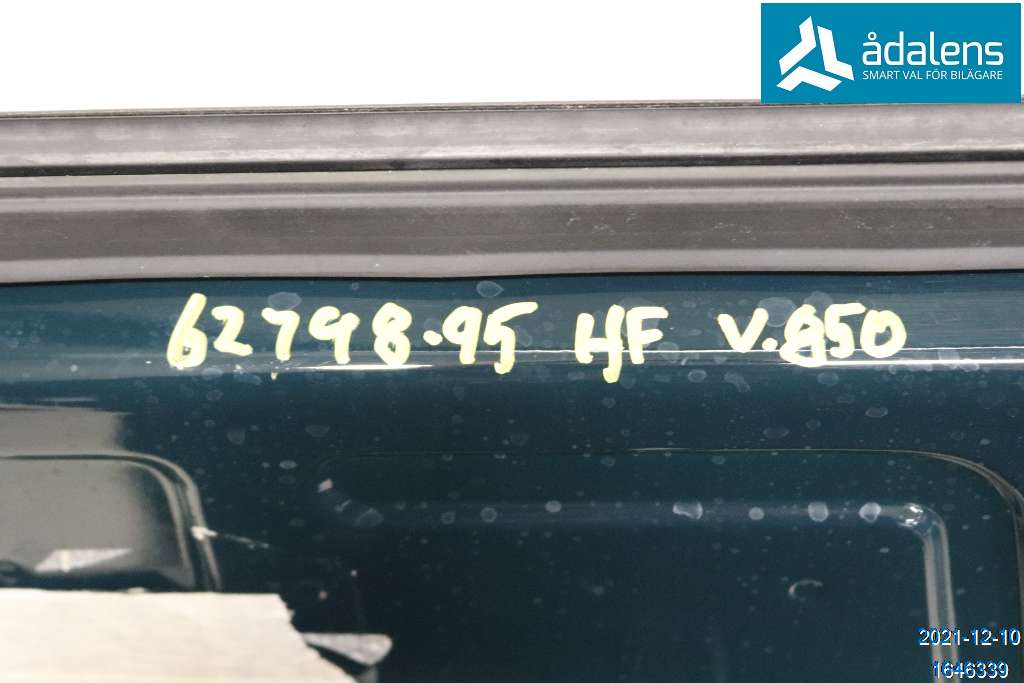 ådalens
SMART VAL FÖR BILÄGARE
62798.95 HF V.850
2021-12-10
1646339